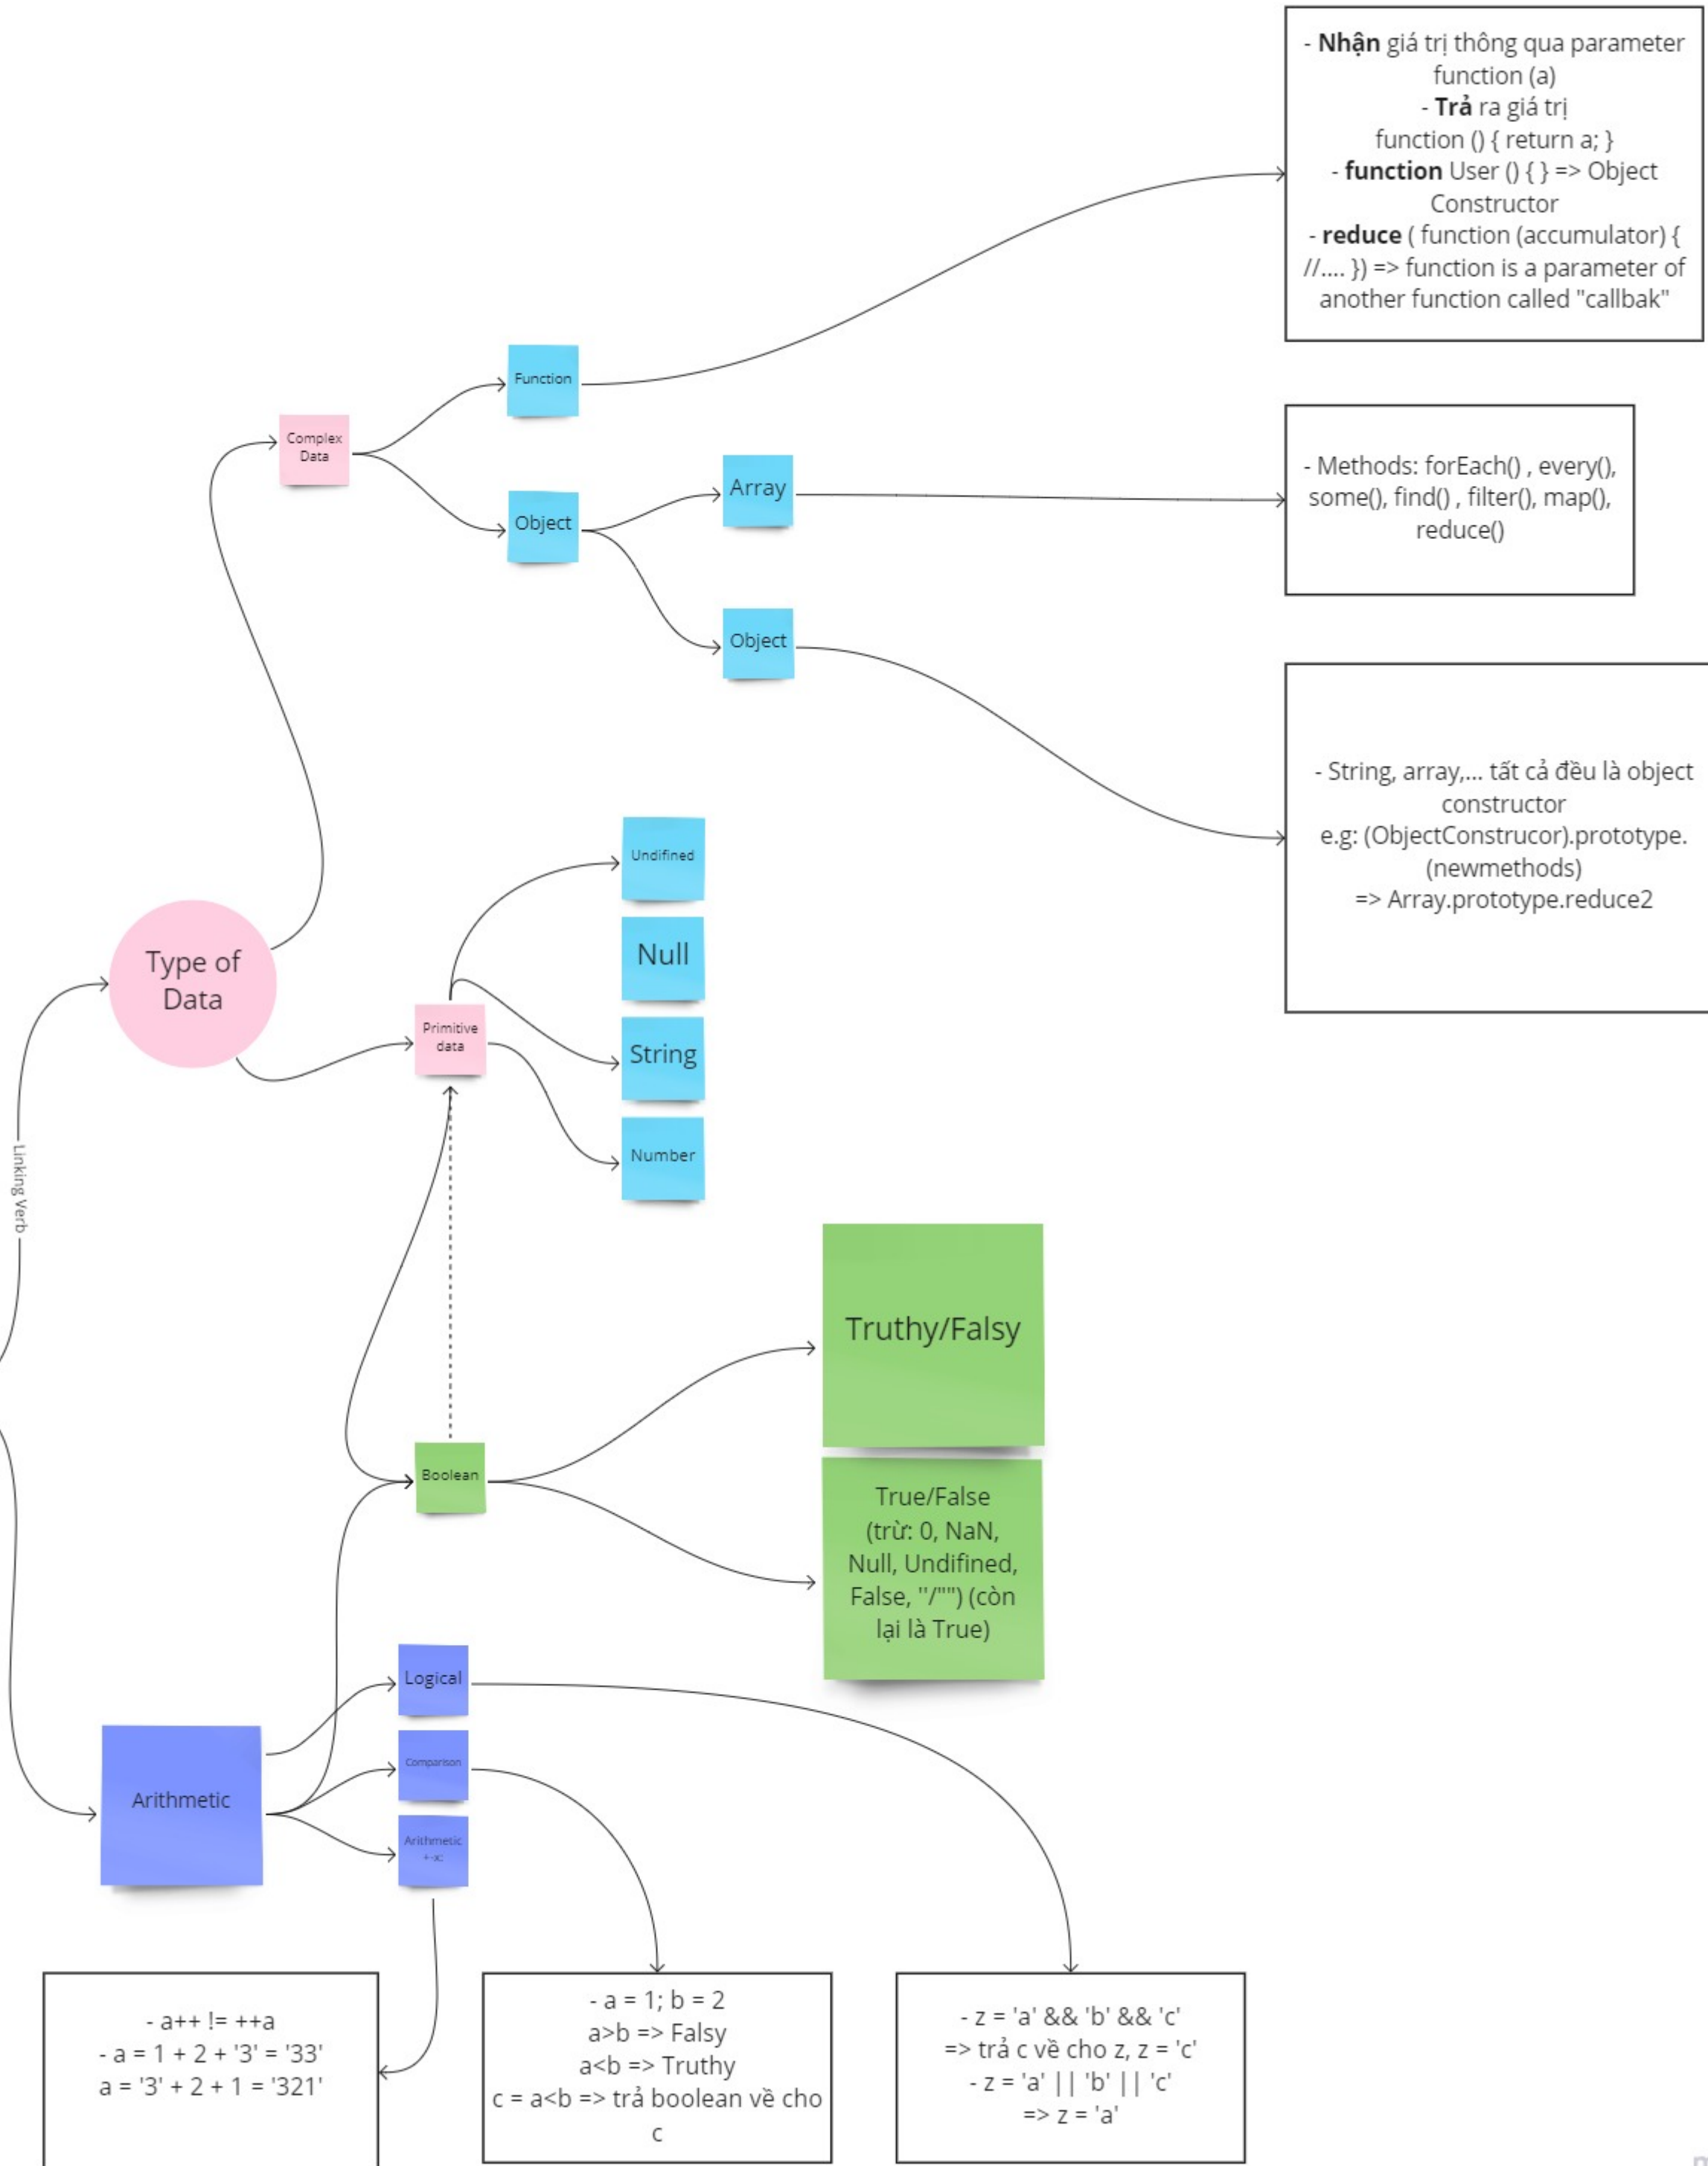 - Nhận giá trị thông qua parameter
function (a)
- Trả ra giá trị
function () { return a; }
- function User () { } => Object
Constructor
- reduce ( function (accumulator) {
//.... }) => function is a parameter of
another function called "callbak"
Function
Complex
Data
Array
- Methods: forEach() , every(),
some(), find() , filter(), map(),
reduce()
Object
Object
- String, array,... tất cả đều là object
constructor
e.g: (ObjectConstrucor).prototype.
(newmethods)
=> Array.prototype.reduce2
Undifined
Null
Type of
Data
Primitive
data
String
Number
Linking Verb
Truthy/Falsy
Boolean
True/False
(trừ: 0, NaN,
Null, Undifined,
False, ''/"") (còn
lại là True)
Logical
Comparison
Arithmetic
Arithmetic
- a++ != ++a
- a = 1 + 2 + '3' = '33'
a = '3' + 2 + 1 = '321'
- a = 1; b = 2
a>b => Falsy
a<b => Truthy
c = a<b => trả boolean về cho
c
- z = 'a' && 'b' && 'c'
=> trả c về cho z, z = 'c'
- z = 'a' || 'b' || 'c'
=> z = 'a'